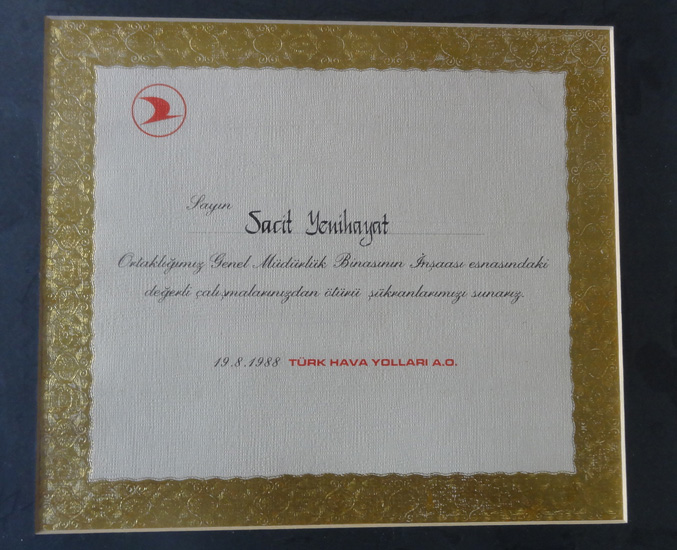 Sayın
Sacit Yenihayat
Ortaklığımız Genel Müdürlük Binasının İnşaası esnasındaki
değerli çalışmalarınızdan ötürü şükranlarımızı sunarız.
19.8.1988 TÜRK HAVA YOLLARI A.O.